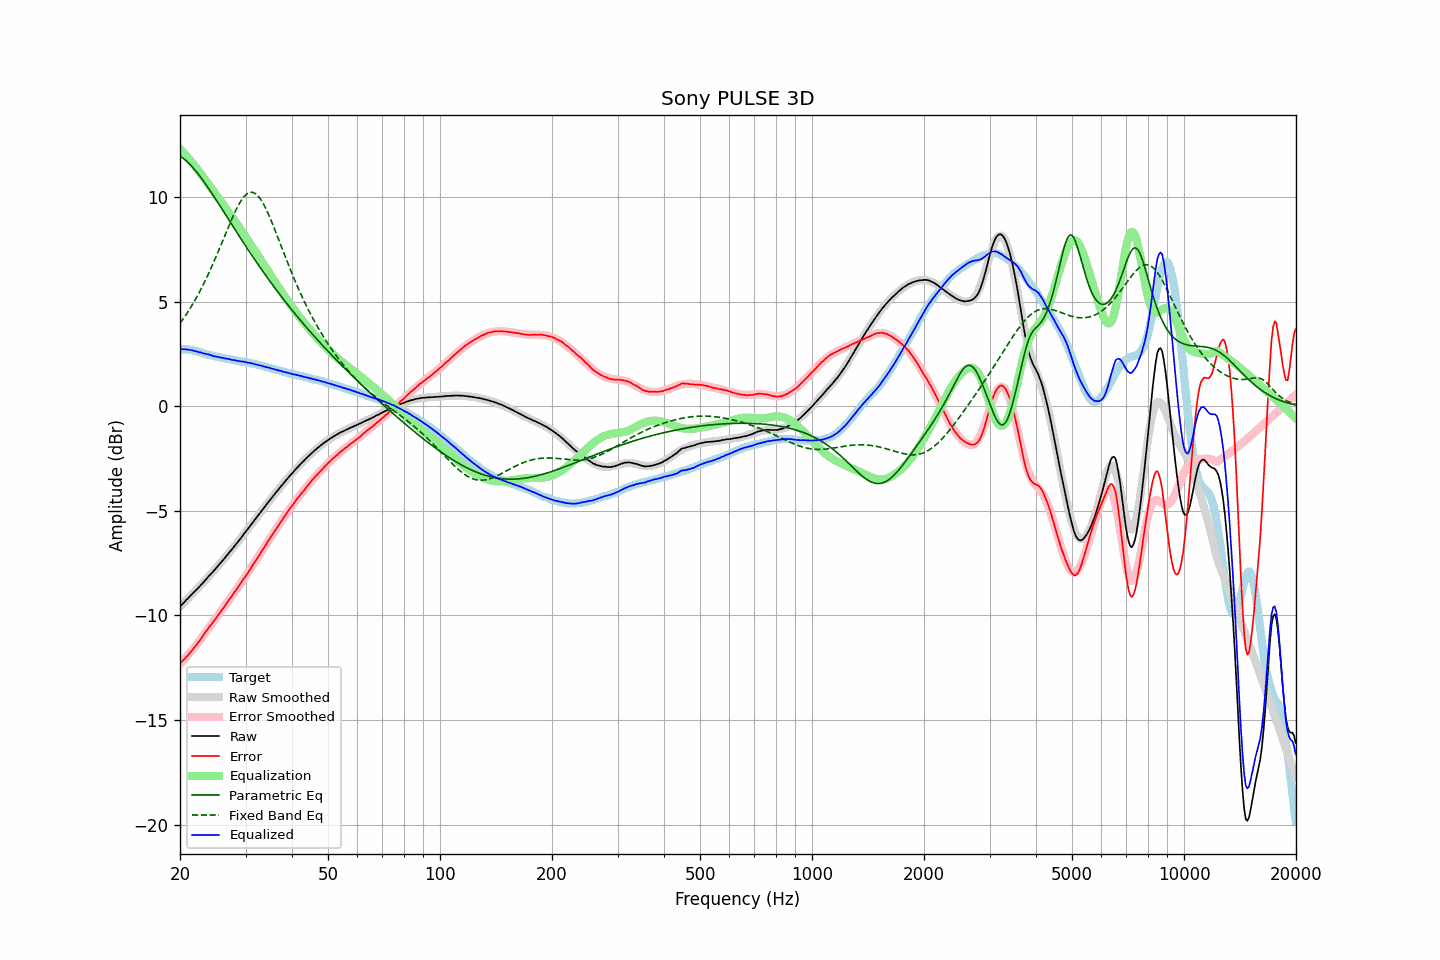 Sony PULSE 3D
Amplitude (dBr)
10
5
0
−5
−10
−15
−20
Target
Raw Smoothed
Error Smoothed
Raw
Error
Equalization
Parametric Eq
Fixed Band Eq
Equalized
20
50
100
200
500
1000
2000
5000
10000
20000
Frequency (Hz)